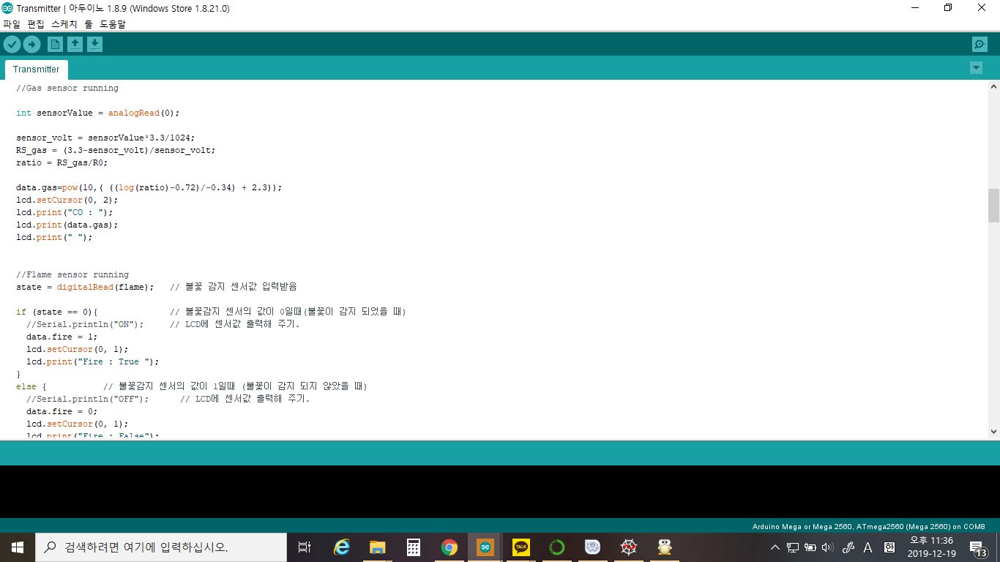 Transmitter | 아두이노 1.8.9 (Windows Store 1.8.21.0)
파일 편집 스케치 툴 도움말
Transmitter
//Gas sensor running
int sensorValue = analogRead(0);
sensor_volt = sensorValue*3.3/1024;
RS_gas = (3.3-sensor_volt)/sensor_volt;
ratio = RS_gas/R0;
data.gas=pow(10,( ((log(ratio)-0.72)/-0.34) + 2.3));
lcd.setCursor(0, 2);
lcd.print("CO : ");
lcd.print(data.gas);
lcd.print(" ");
//Flame sensor running
state = digitalRead(flame);   // 불꽃 감지 센서값 입력받음
if (state == 0){              // 불꽃감지 센서의 값이 0일때(불꽃이 감지 되었을 때)
//Serial.println("ON");     // LCD에 센서값 출력해 주기.
data.fire = 1;
lcd.setCursor(0, 1);
lcd.print("Fire : True ");
}
else {           // 불꽃감지 센서의 값이 1일때 (불꽃이 감지 되지 않았을 때)
//Serial.println("OFF");      // LCD에 센서값 출력해 주기.
data.fire = 0;
lcd.setCursor(0, 1);
lcd.print("Fire : False");
Arduino Mega or Mega 2560, ATmega2560 (Mega 2560) on COM8
검색하려면 여기에 입력하십시오.
TALK
A 한
오후 11:36
2019-12-19
13